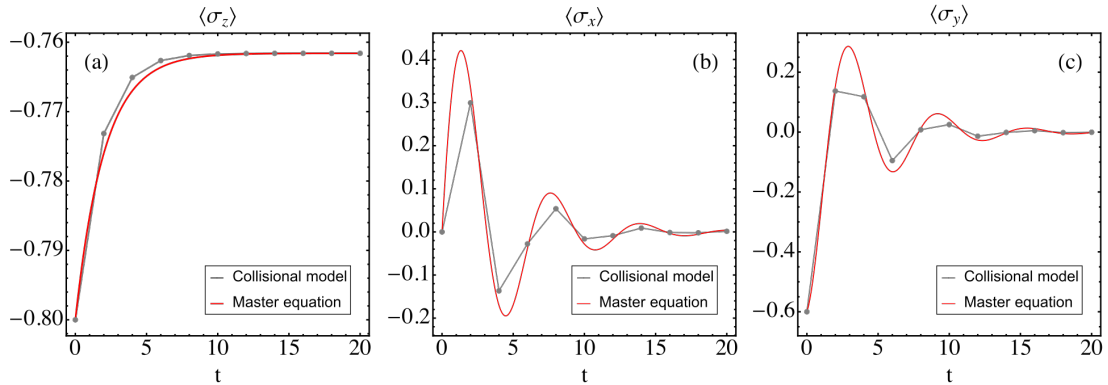 ⟨σz⟩
(a)
−0.76
−0.77
−0.78
−0.79
−0.80
Collisional model
Master equation
0 5 10 15 20
t
⟨σx⟩
(b)
0.4
0.3
0.2
0.1
0.0
−0.1
−0.2
Collisional model
Master equation
0 5 10 15 20
t
⟨σy⟩
(c)
0.2
0.0
−0.2
−0.4
−0.6
Collisional model
Master equation
0 5 10 15 20
t